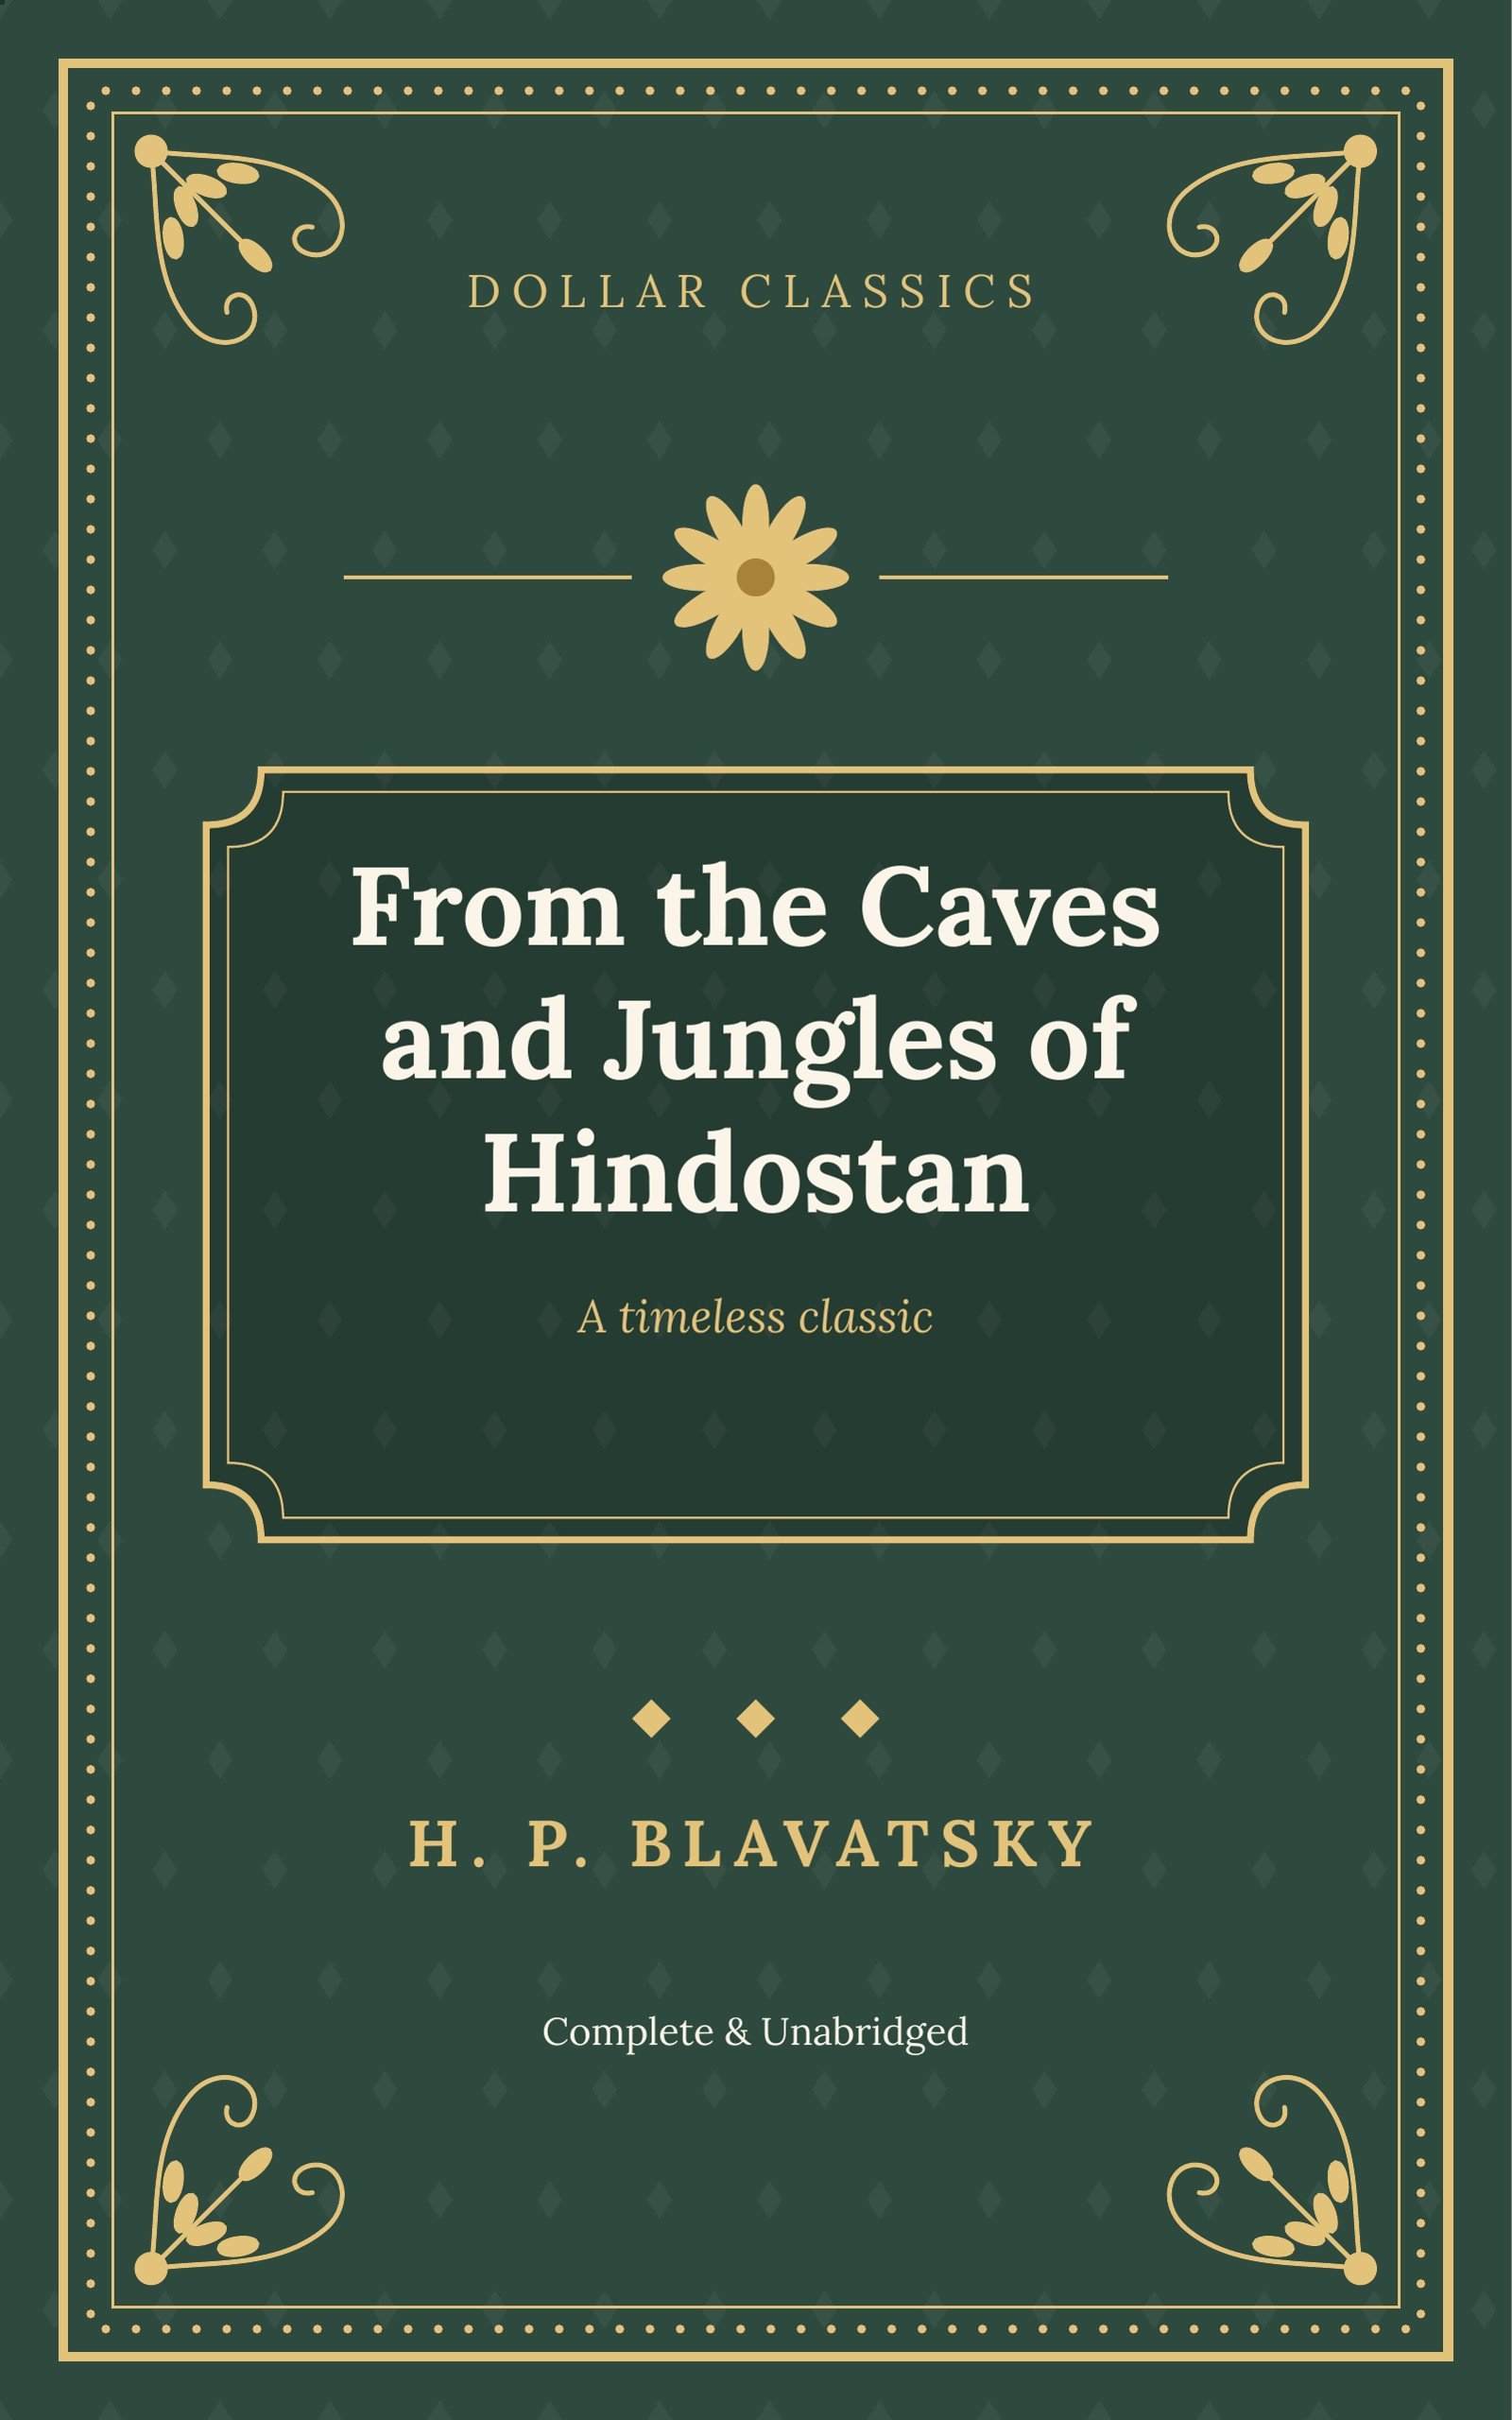 DOLLAR CLASSICS
From the Caves
and Jungles of
Hindostan
A timeless classic
H. P. BLAVATSKY
Complete & Unabridged